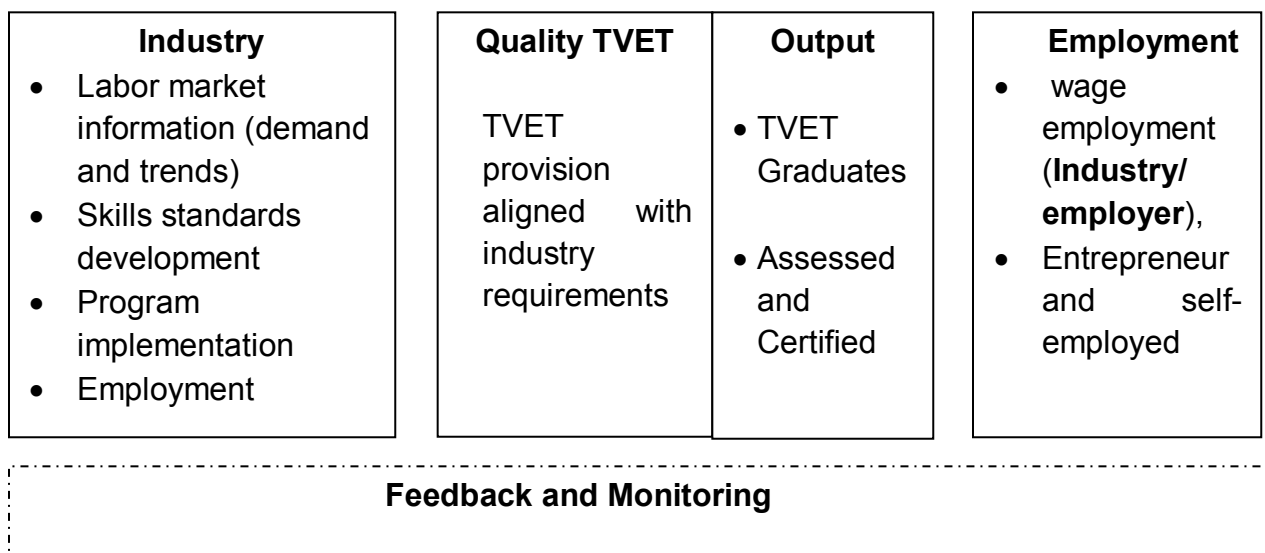 Industry
• Labor market
information (demand
and trends)
• Skills standards
development
• Program
implementation
• Employment
Quality TVET
TVET
provision
aligned with
industry
requirements
Output
• TVET
Graduates
• Assessed
and
Certified
Employment
• wage
employment
(Industry/
employer),
• Entrepreneur
and self-
employed
Feedback and Monitoring